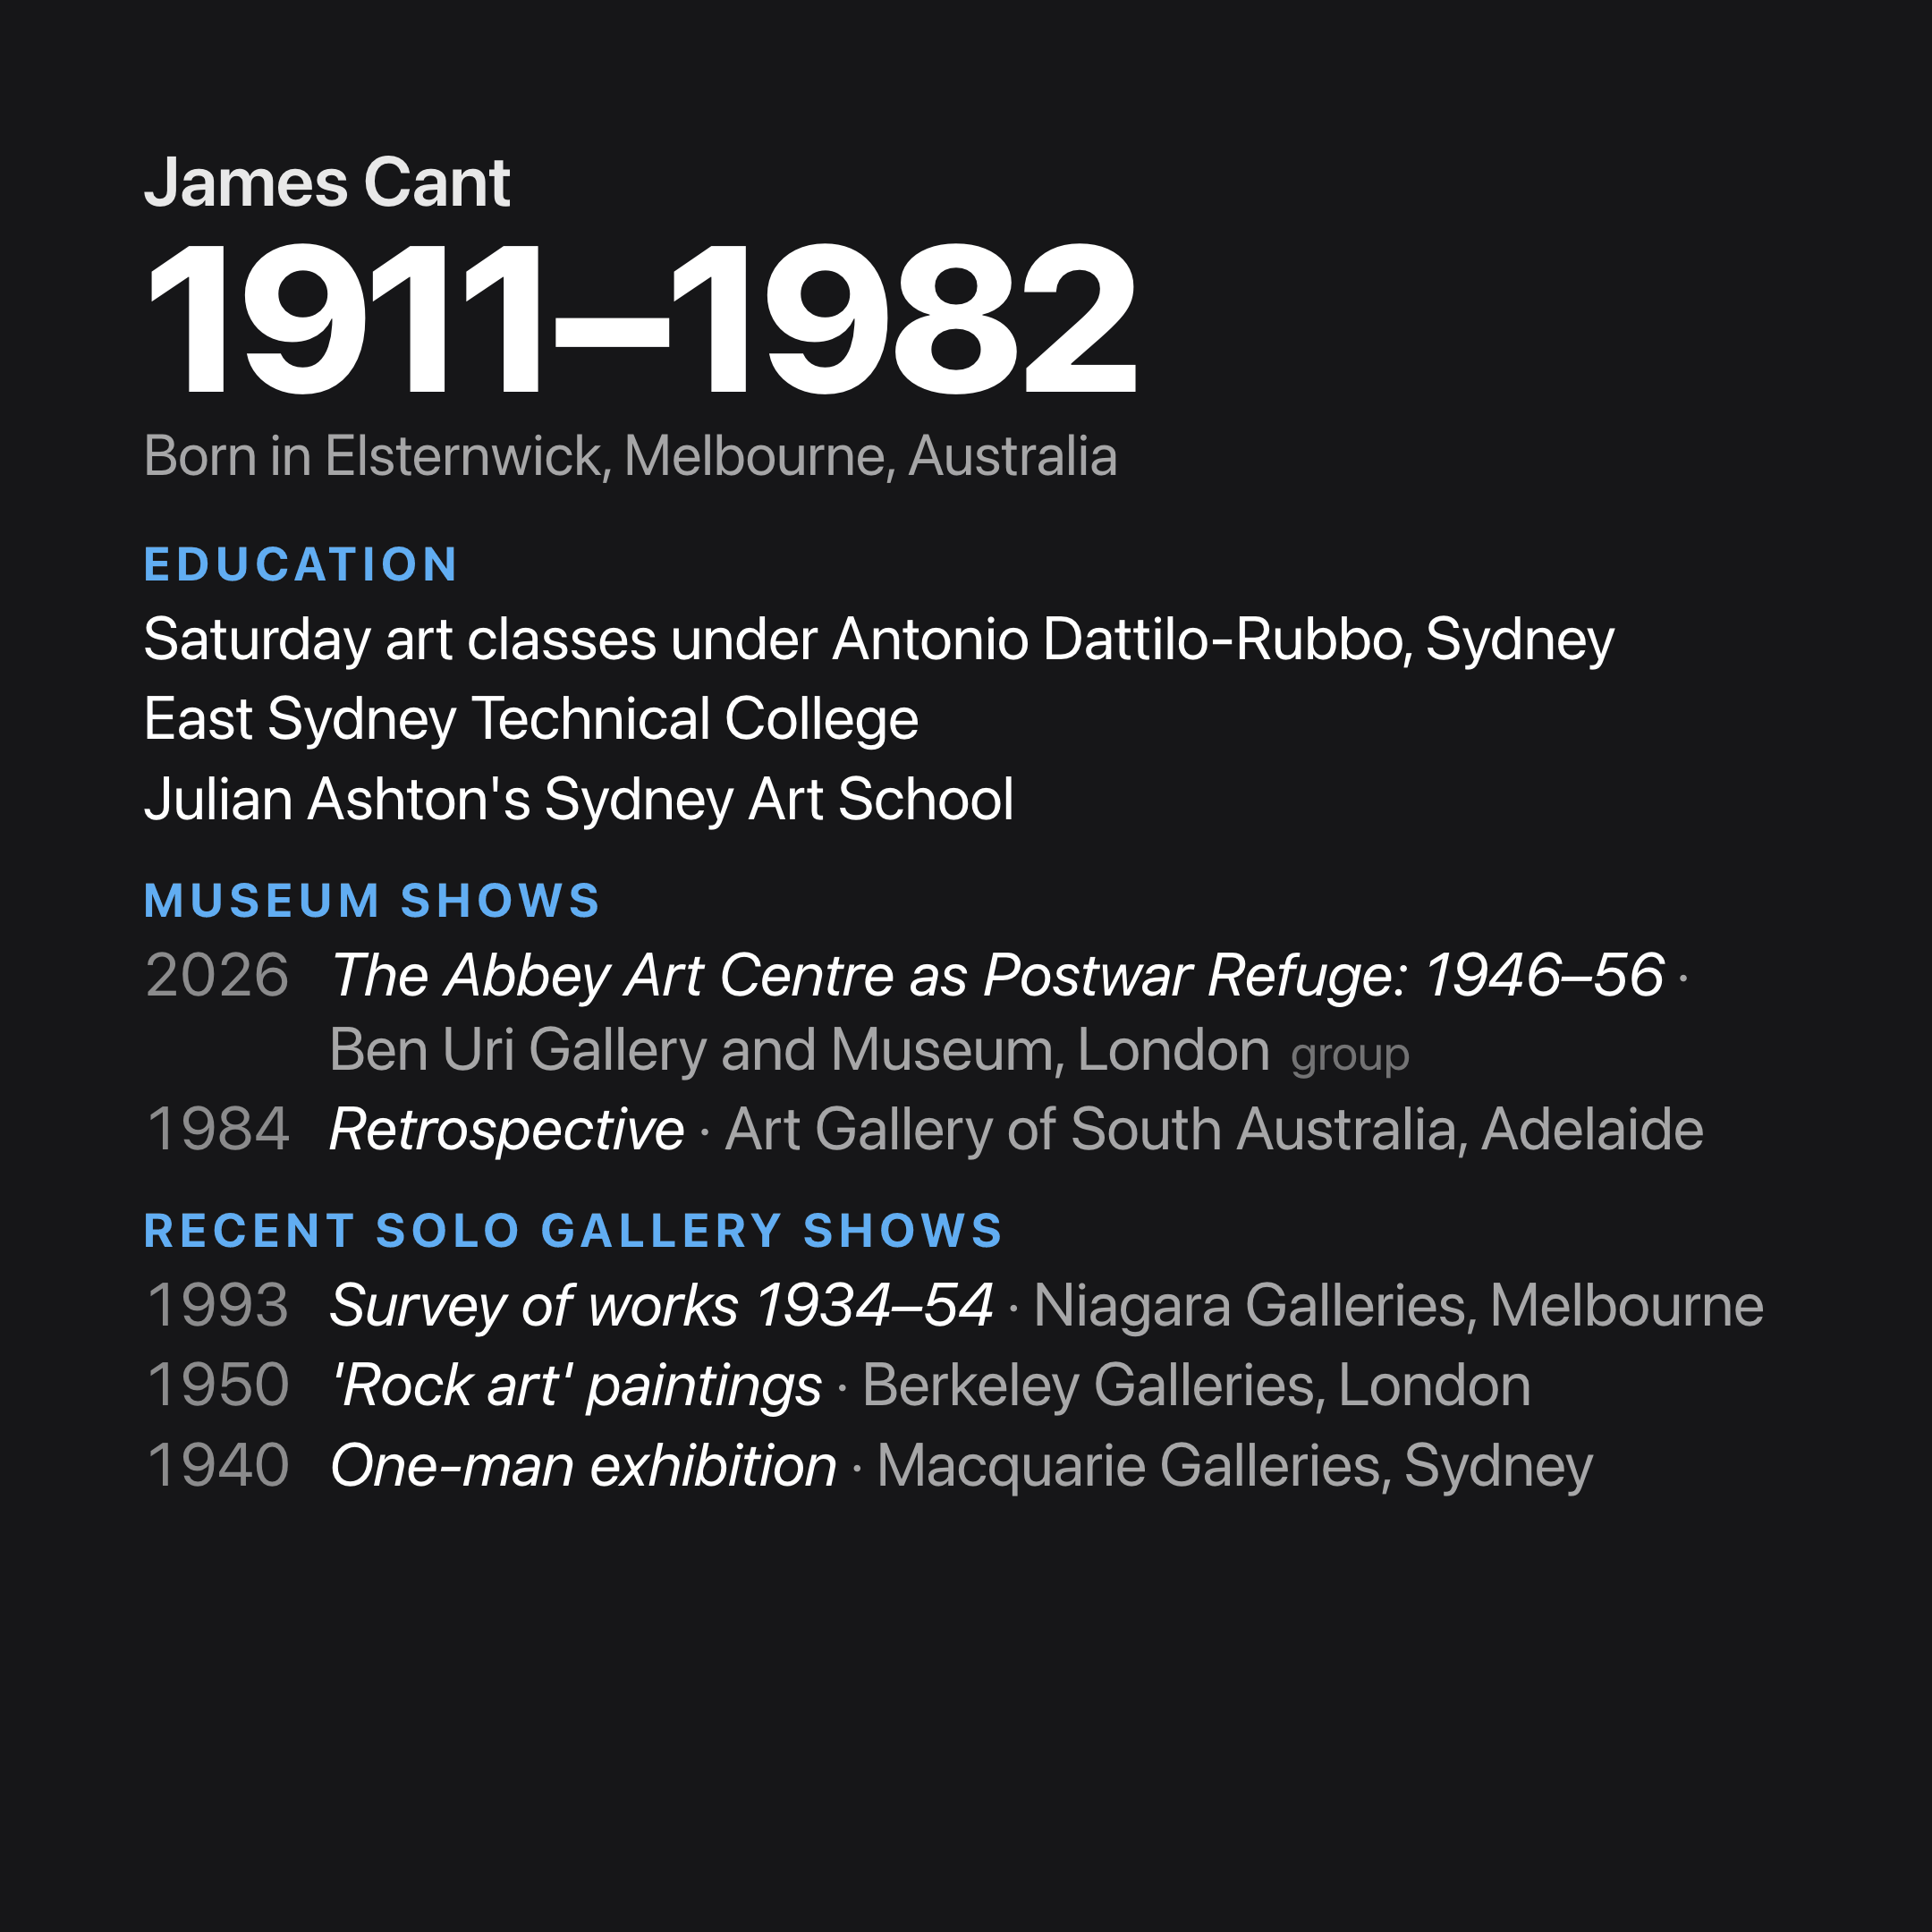 James Cant
1911–1982
Born in Elsternwick, Melbourne, Australia
EDUCATION
Saturday art classes under Antonio Dattilo-Rubbo, Sydney
East Sydney Technical College
Julian Ashton's Sydney Art School
MUSEUM SHOWS
2026 The Abbey Art Centre as Postwar Refuge: 1946–56 ·
Ben Uri Gallery and Museum, London group
1984 Retrospective · Art Gallery of South Australia, Adelaide
RECENT SOLO GALLERY SHOWS
1993 Survey of works 1934–54 · Niagara Galleries, Melbourne
1950 'Rock art' paintings · Berkeley Galleries, London
1940 One-man exhibition · Macquarie Galleries, Sydney